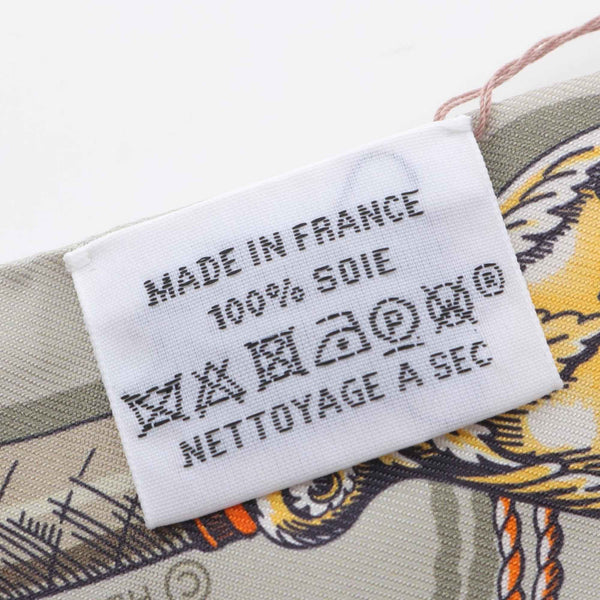 MADE IN FRANCE
100% SOIE
P ®
NETTOYAGE A SEC
©